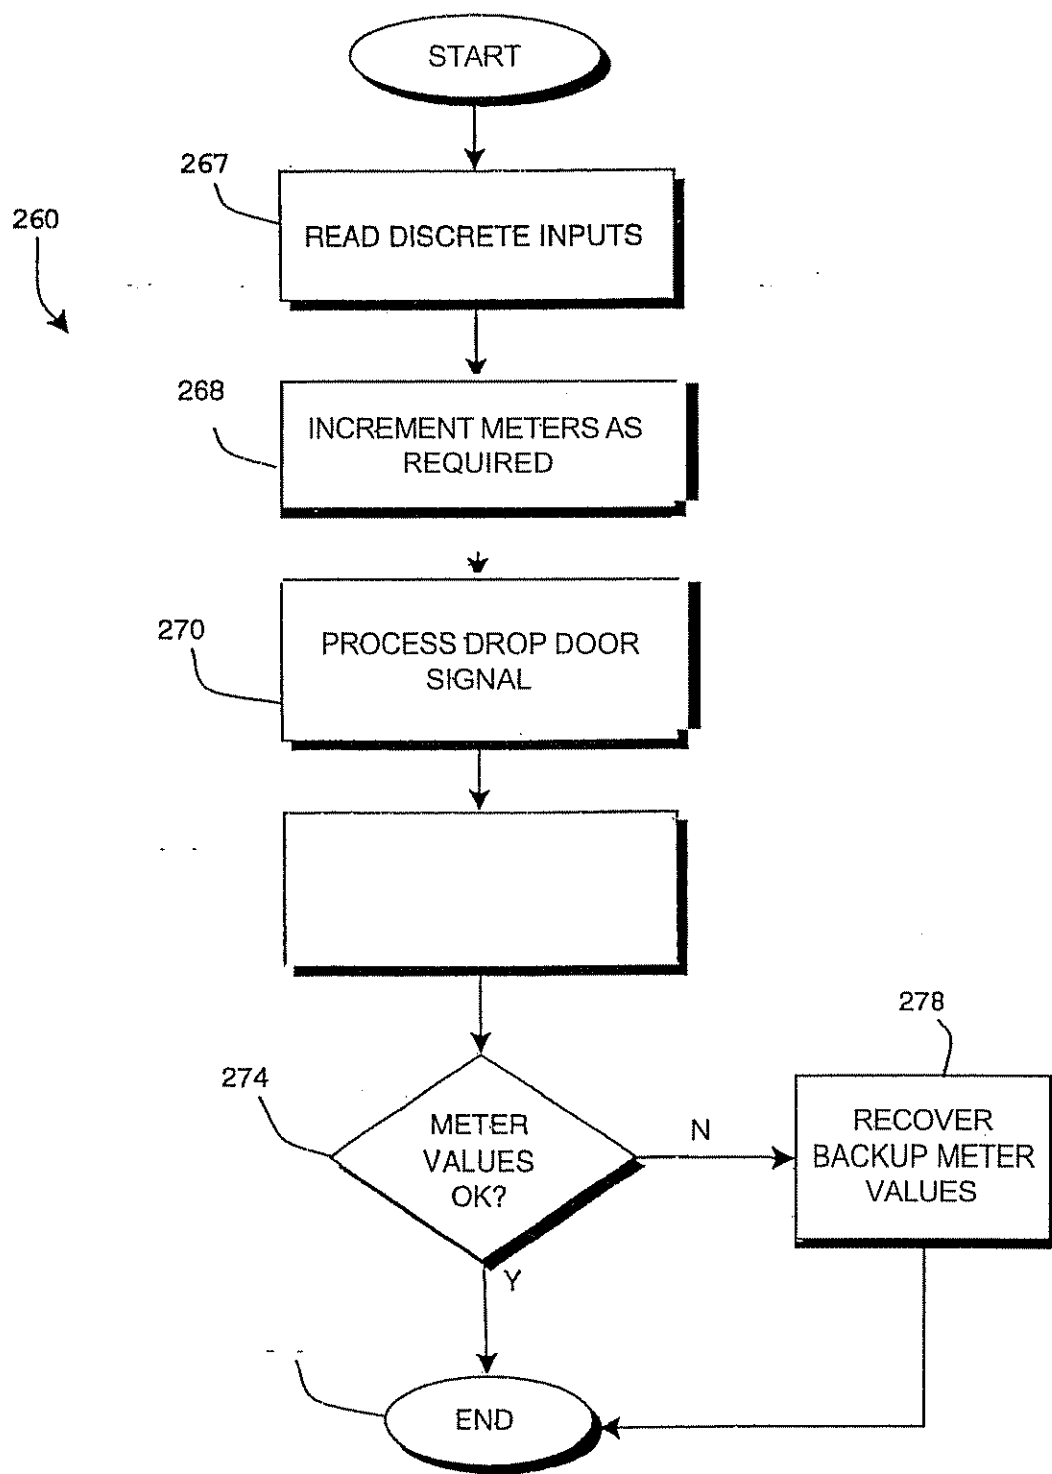 START
267
260
READ DISCRETE INPUTS
268
INCREMENT METERS AS
REQUIRED
270
PROCESS DROP DOOR
SIGNAL
278
274
METER
VALUES
OK?
N
RECOVER
BACKUP METER
VALUES
Y
END